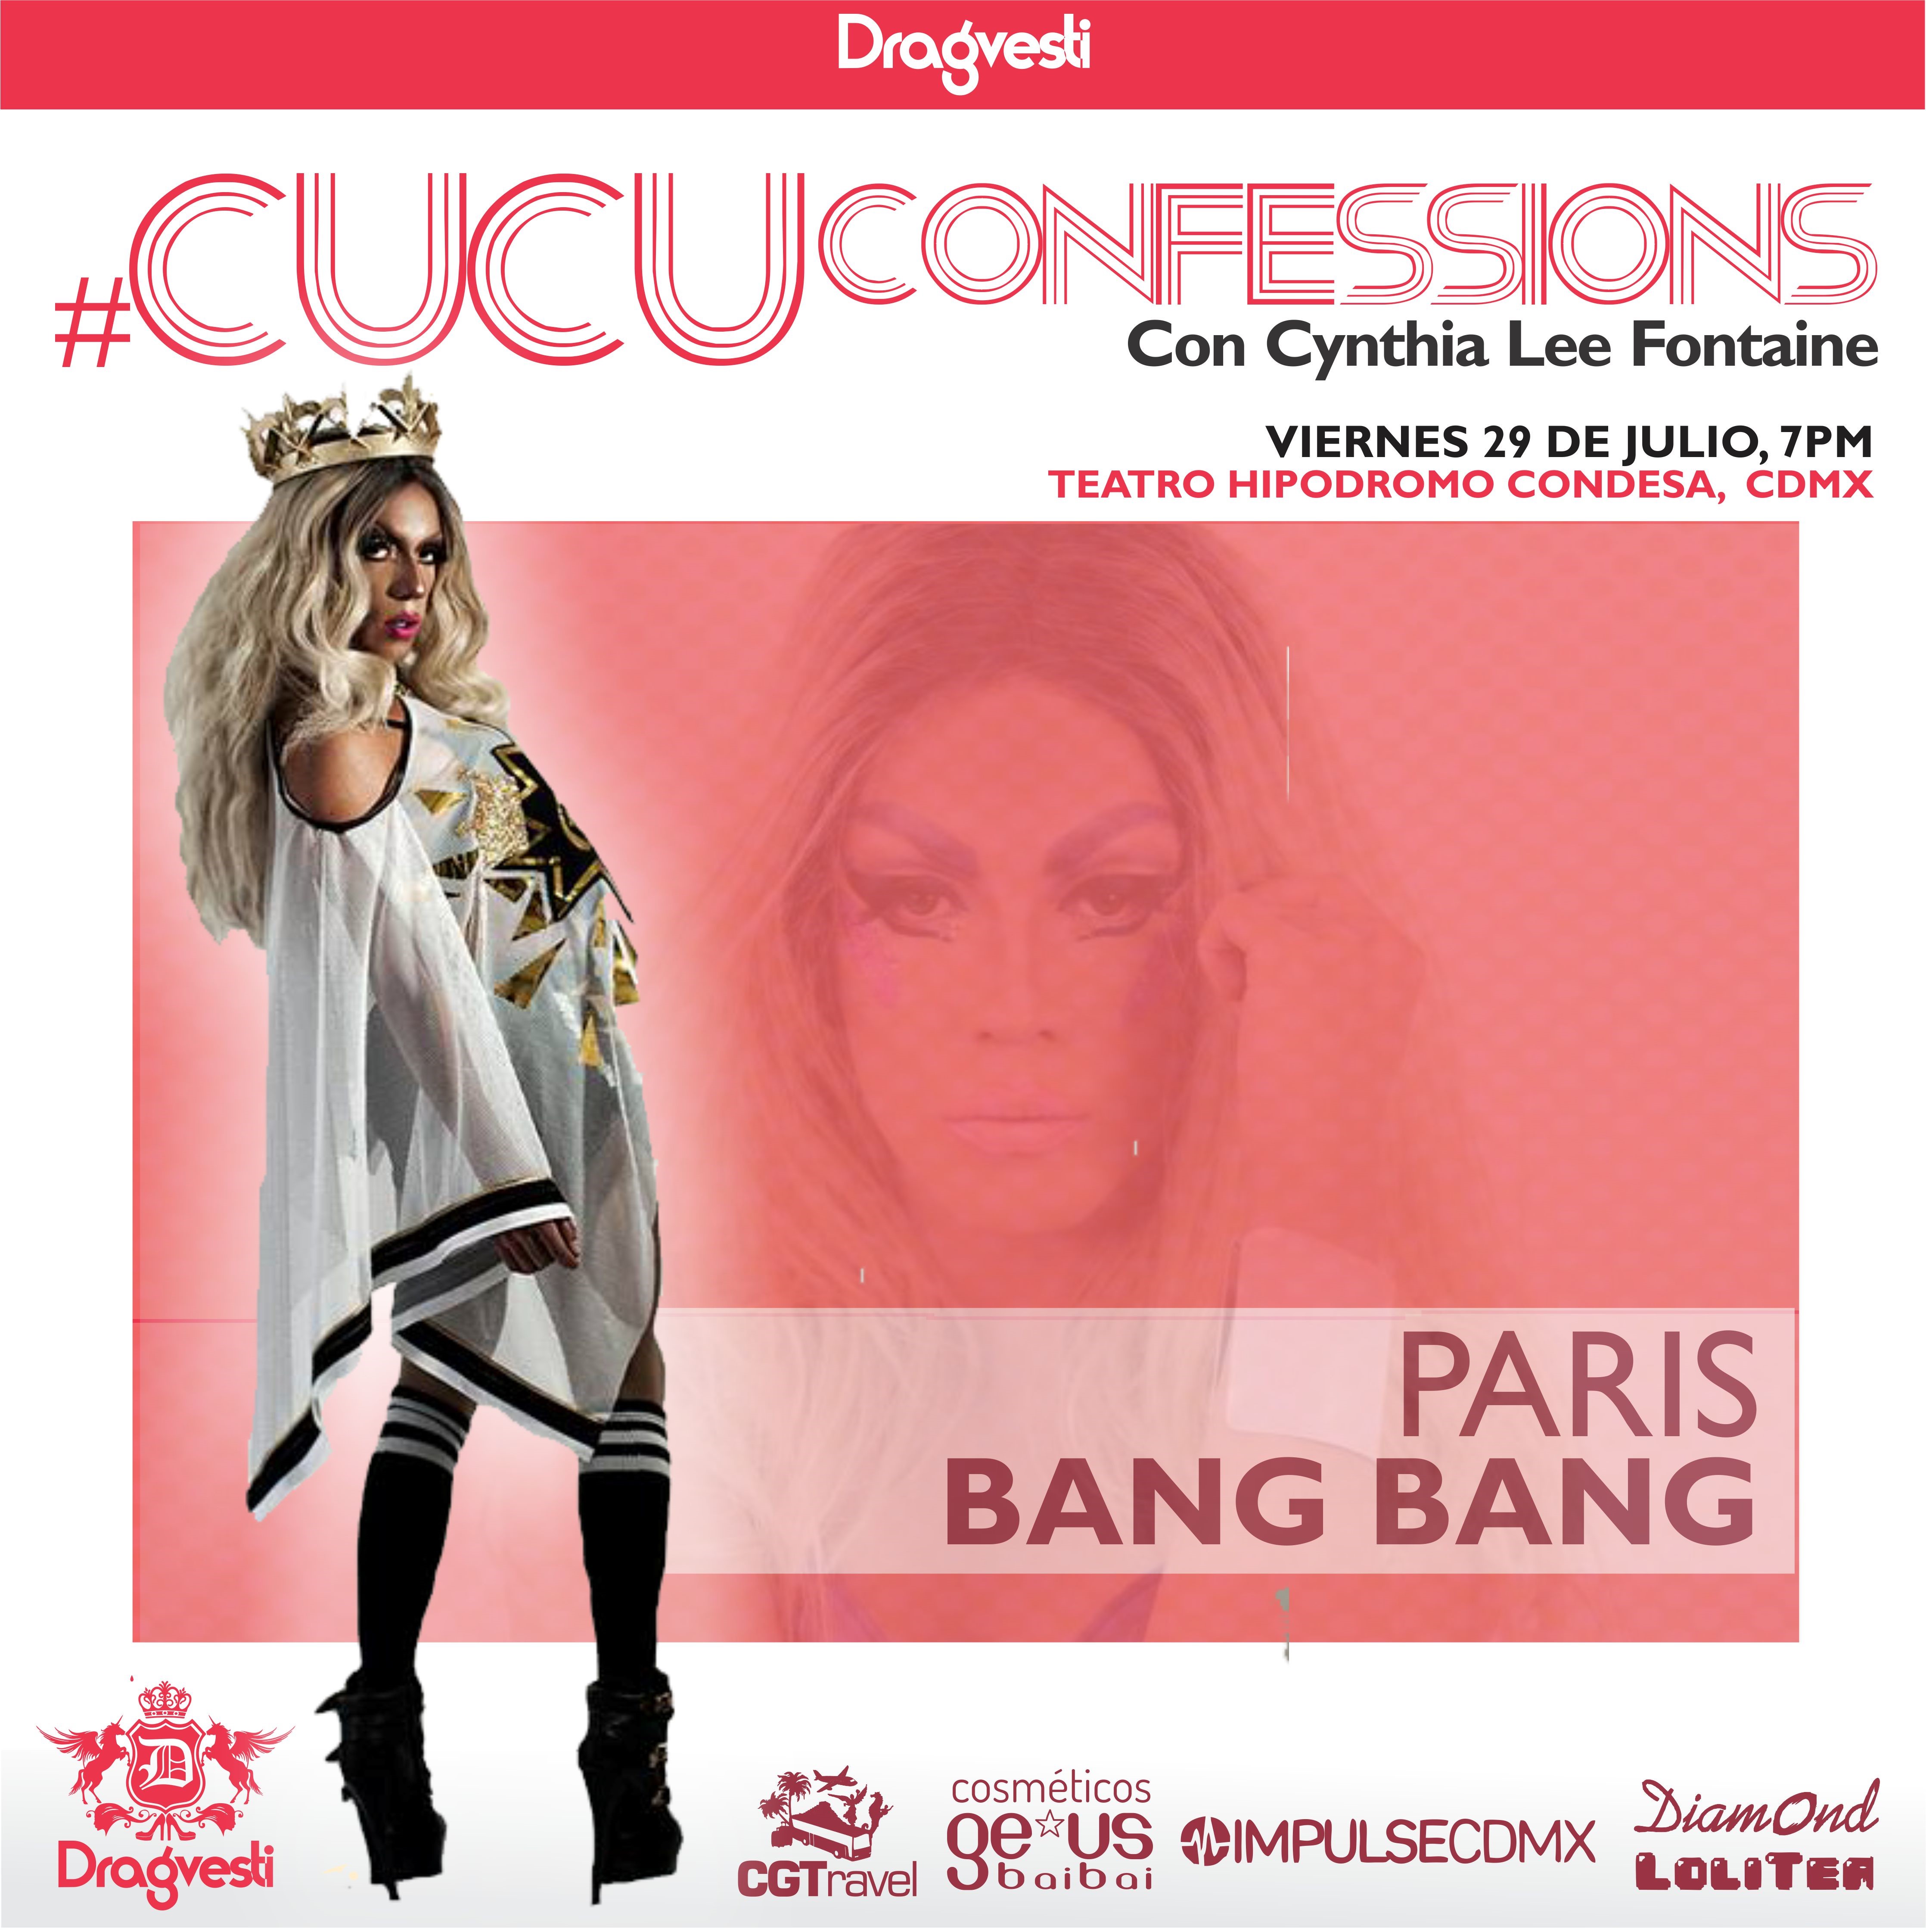 Dragvesti
#CUCU CONFESSIONS
Con Cynthia Lee Fontaine
VIERNES 29 DE JULIO, 7PM
TEATRO HIPODROMO CONDESA, CDMX
PARIS
BANG BANG
D
Dragvesti
CGTravel
cosméticos
ge☆us
baibai
IMPULSECDMX
DiamOnd
LOLITEA